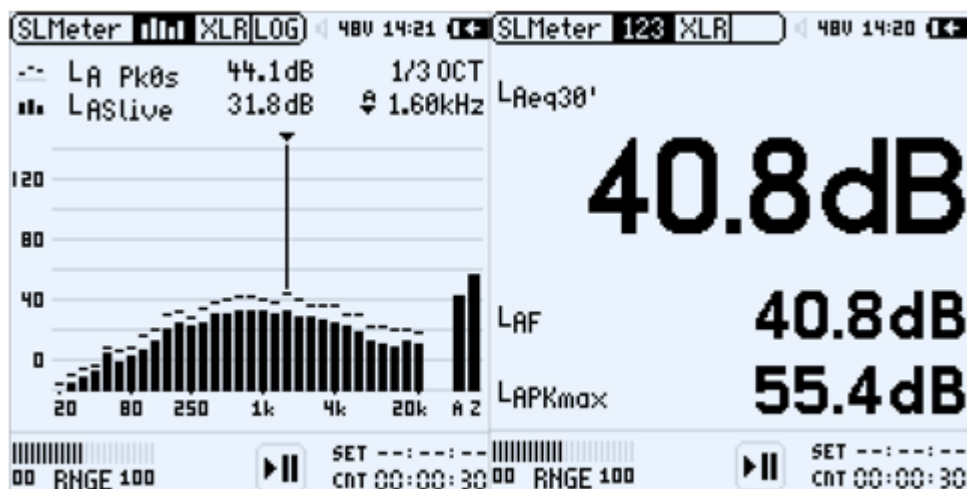 SLMeter XLR LOG 48V 14:21
LA Pk0s 44.1dB 1/3 OCT
LASlive 31.8dB A 1.60kHz
120
80
40
0
20 80 250 1k 4k 20k A Z
SET --:--:--
00 RNGE 100 CNT 00:00:30
SLMeter 123 XLR 48V 14:20
LAeq30'
40.8dB
LAF 40.8dB
LAPKmax 55.4dB
SET --:--:--
00 RNGE 100 CNT 00:00:30